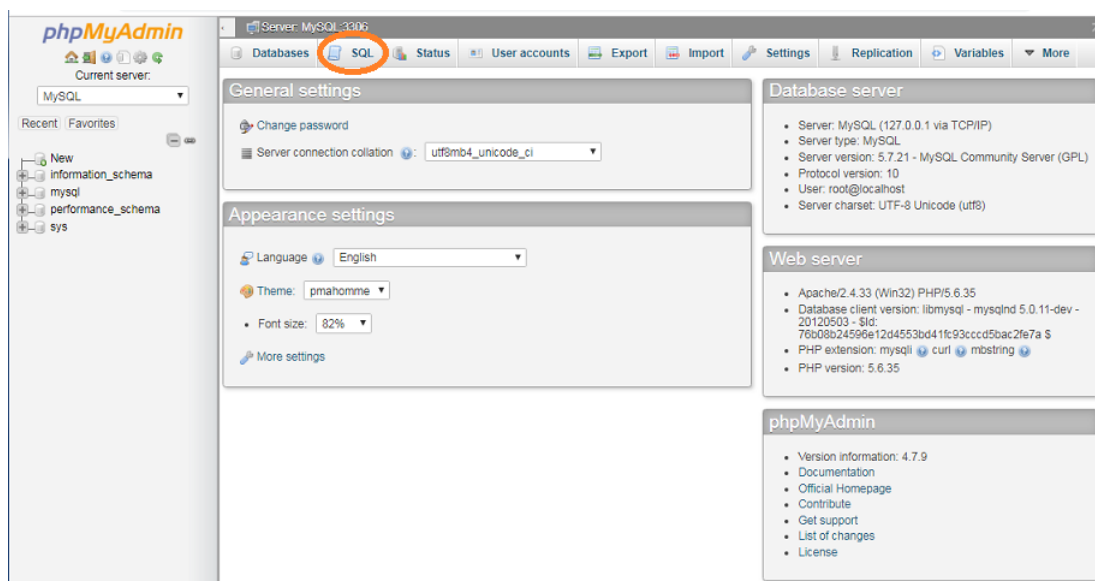 phpMyAdmin
Current server:
MySQL
Recent Favorites
New
information_schema
mysql
performance_schema
sys
Server: MySQL:3306
Databases SQL Status User accounts Export Import Settings Replication Variables More
General settings
Change password
Server connection collation : utf8mb4_unicode_ci
Appearance settings
Language English
Theme: pmahomme
• Font size: 82%
More settings
Database server
• Server: MySQL (127.0.0.1 via TCP/IP)
• Server type: MySQL
• Server version: 5.7.21 - MySQL Community Server (GPL)
• Protocol version: 10
• User: root@localhost
• Server charset: UTF-8 Unicode (utf8)
Web server
• Apache/2.4.33 (Win32) PHP/5.6.35
• Database client version: libmysql - mysqlnd 5.0.11-dev -
20120503 - $Id:
76b08b24596e12d4553bd41fc93cccd5bac2fe7a $
• PHP extension: mysqli curl mbstring
• PHP version: 5.6.35
phpMyAdmin
• Version information: 4.7.9
• Documentation
• Official Homepage
• Contribute
• Get support
• List of changes
• License